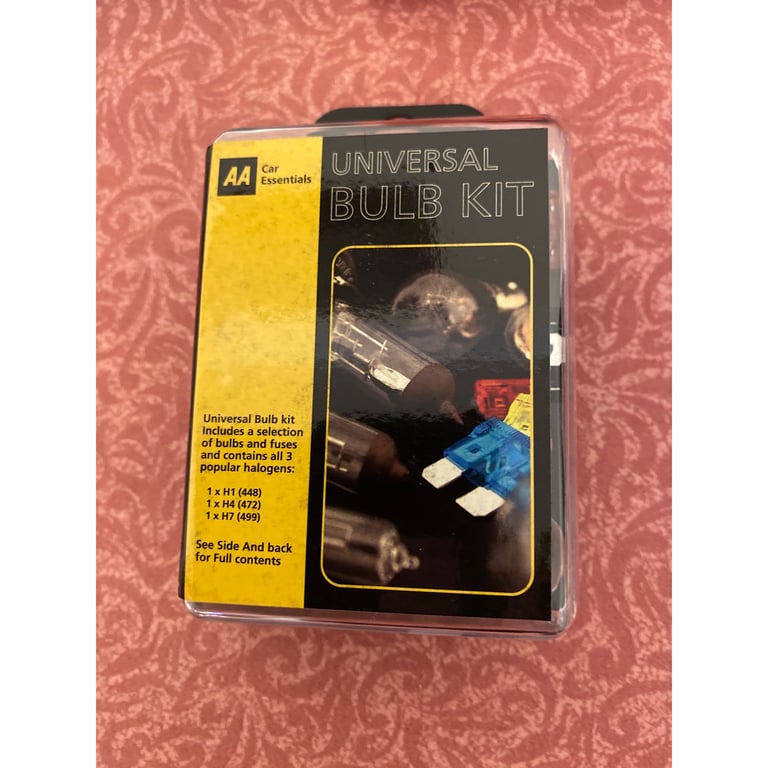 AA
Car
Essentials
UNIVERSAL
BULB KIT
Universal Bulb kit
Includes a selection
of bulbs and fuses
and contains all 3
popular halogens:
1 x H1 (448)
1 x H4 (472)
1 x H7 (499)
See Side And back
for Full contents